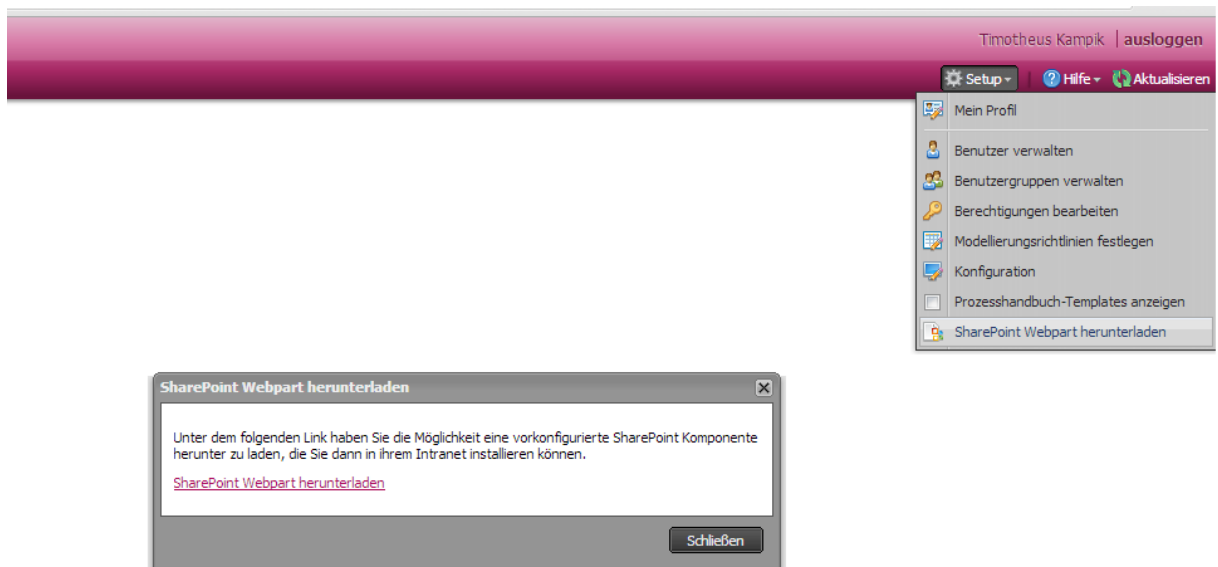 Timotheus Kampik | ausloggen
Setup Hilfe Aktualisieren
Mein Profil
Benutzer verwalten
Benutzergruppen verwalten
Berechtigungen bearbeiten
Modellierungsrichtlinien festlegen
Konfiguration
Prozesshandbuch-Templates anzeigen
SharePoint Webpart herunterladen
SharePoint Webpart herunterladen
Unter dem folgenden Link haben Sie die Möglichkeit eine vorkonfigurierte SharePoint Komponente
herunter zu laden, die Sie dann in ihrem Intranet installieren können.
SharePoint Webpart herunterladen
Schließen